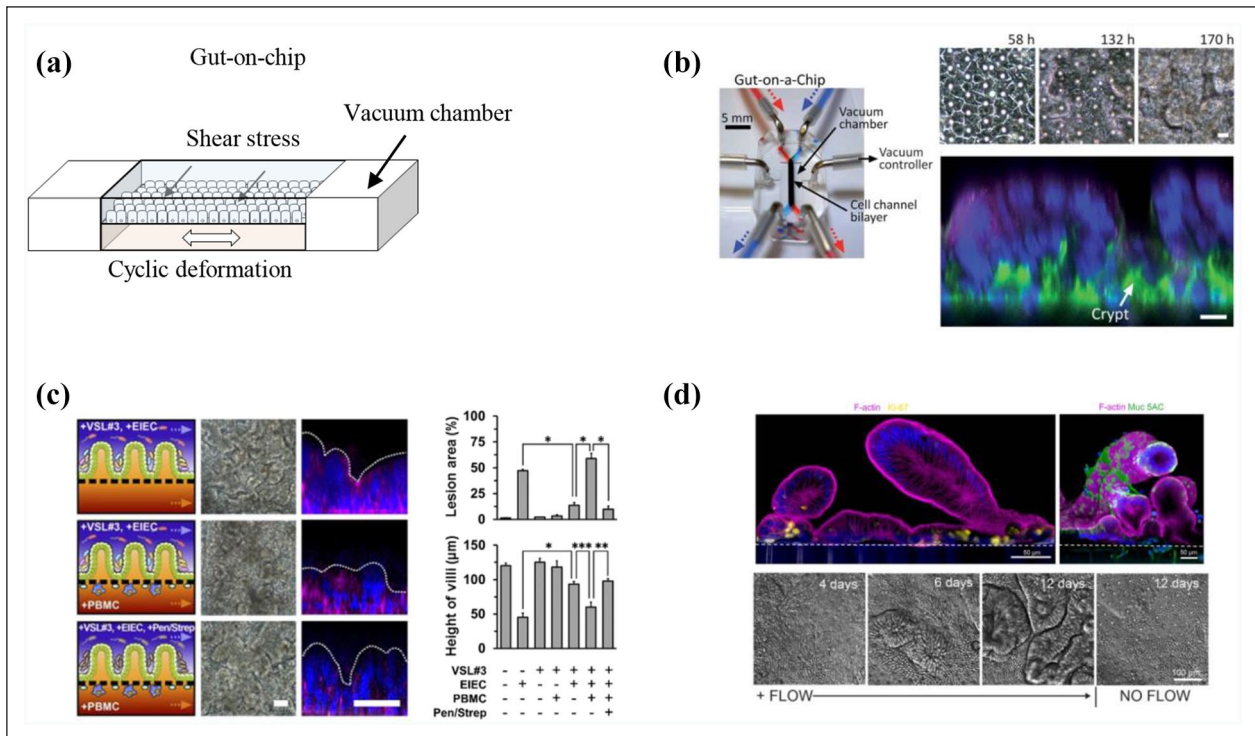 (a)
Gut-on-chip
Vacuum chamber
Shear stress
Cyclic deformation
(b)
58 h
132 h
170 h
Gut-on-a-Chip
5 mm
Vacuum
chamber
Vacuum
controller
Cell channel
bilayer
Crypt
(c)
+VSL#3, +EIEC
+VSL#3, +EIEC
+PBMC
+VSL#3, +EIEC, +Pen/Strep
+PBMC
Lesion area (%)
100
75
50
25
0
* * *
Height of villi (µm)
150
100
50
0
* *** **
VSL#3 - - + + + + +
EIEC - + - - + + +
PBMC - - - + - + +
Pen/Strep - - - - - - +
(d)
F-actin Ki-67
50 µm
F-actin Muc 5AC
50 µm
4 days
6 days
12 days
12 days
100 µm
+ FLOW
NO FLOW